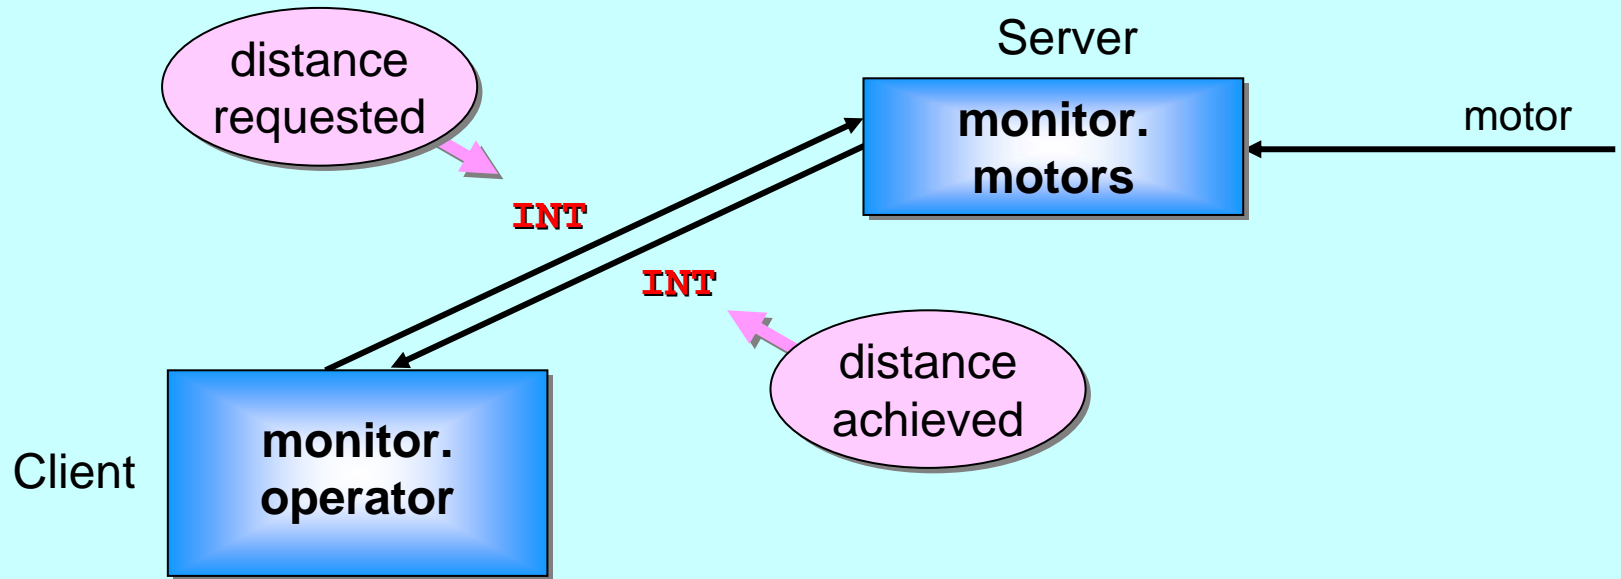 distance
requested
Server
monitor.
motors
motor
INT
INT
distance
achieved
Client
monitor.
operator